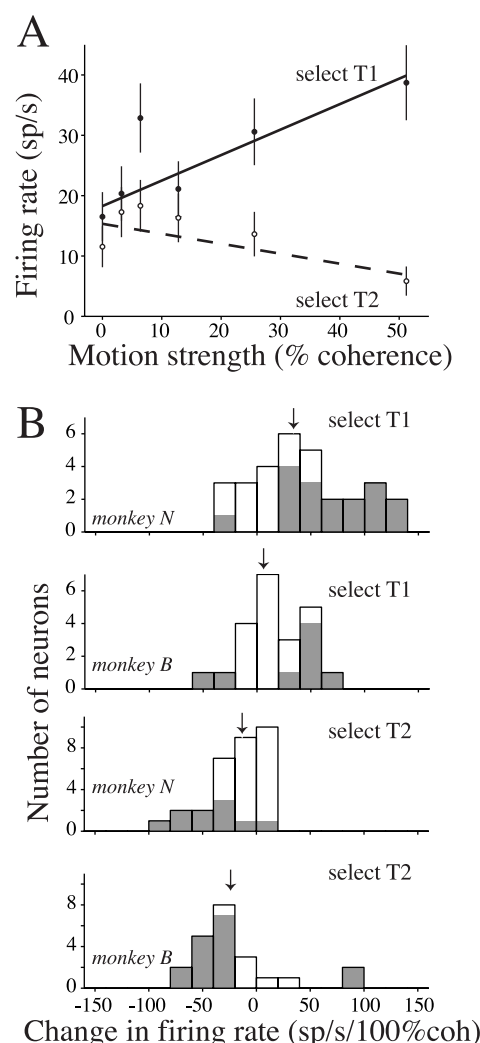 A
Firing rate (sp/s)
40
30
20
10
0
select T1
select T2
0 10 20 30 40 50
Motion strength (% coherence)
B
Number of neurons
select T1
6
4
2
0
monkey N
select T1
6
4
2
0
monkey B
select T2
8
4
0
monkey N
select T2
8
4
0
monkey B
-150 -100 -50 0 50 100 150
Change in firing rate (sp/s/100%coh)